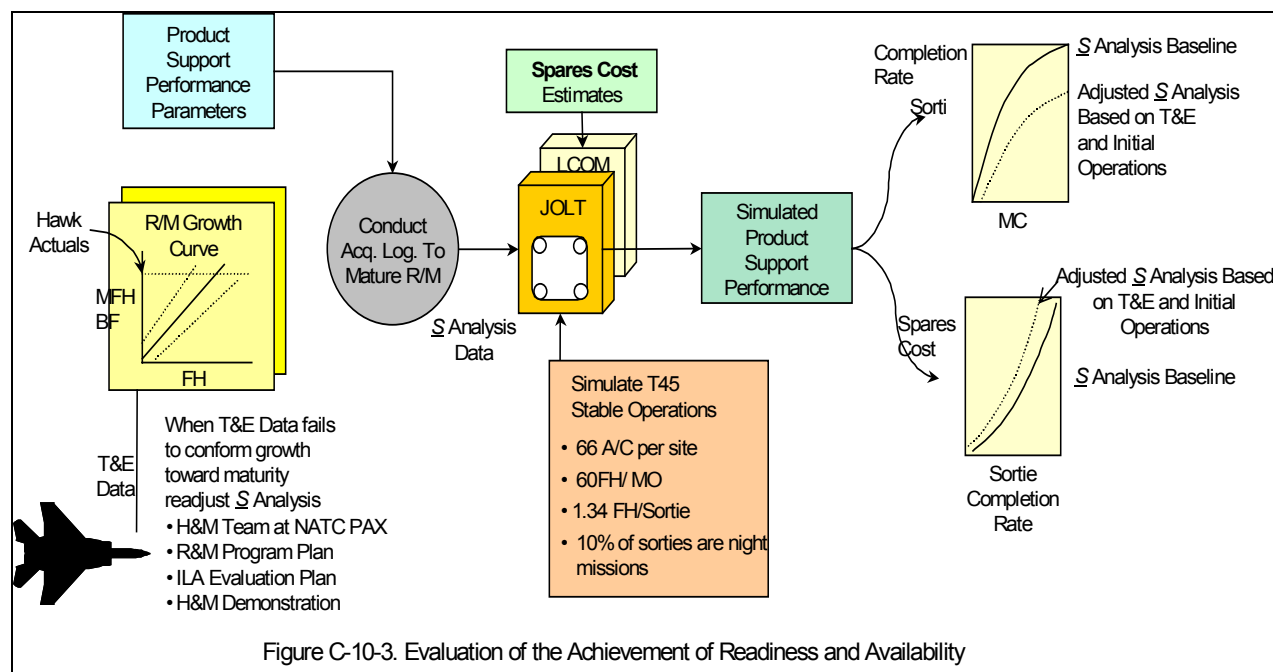 Product
Support
Performance
Parameters
Spares Cost
Estimates
LCOM
JOLT
Conduct
Acq. Log. To
Mature R/M
S Analysis
Data
Hawk
Actuals
R/M Growth
Curve
MFH
BF
FH
T&E
Data
When T&E Data fails
to conform growth
toward maturity
readjust S Analysis
• H&M Team at NATC PAX
• R&M Program Plan
• ILA Evaluation Plan
• H&M Demonstration
Simulate T45
Stable Operations
• 66 A/C per site
• 60FH/ MO
• 1.34 FH/Sortie
• 10% of sorties are night
missions
Simulated
Product
Support
Performance
Completion
Rate
Sorti
S Analysis Baseline
Adjusted S Analysis
Based on T&E
and Initial
Operations
MC
Spares
Cost
Adjusted S Analysis Based
on T&E and Initial
Operations
S Analysis Baseline
Sortie
Completion
Rate
Figure C-10-3. Evaluation of the Achievement of Readiness and Availability